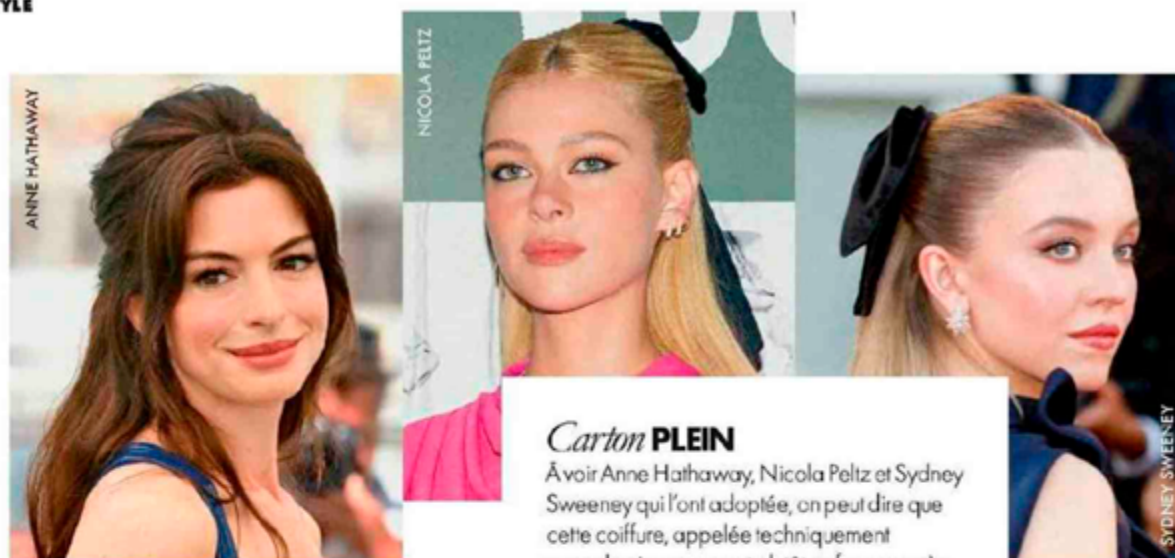 YLE
ANNE HATHAWAY
NICOLA PELTZ
Carton PLEIN
À voir Anne Hathaway, Nicola Peltz et Sydney
Sweeney qui l'ont adoptée, on peut dire que
cette coiffure, appelée techniquement
SYDNEY SWEENEY